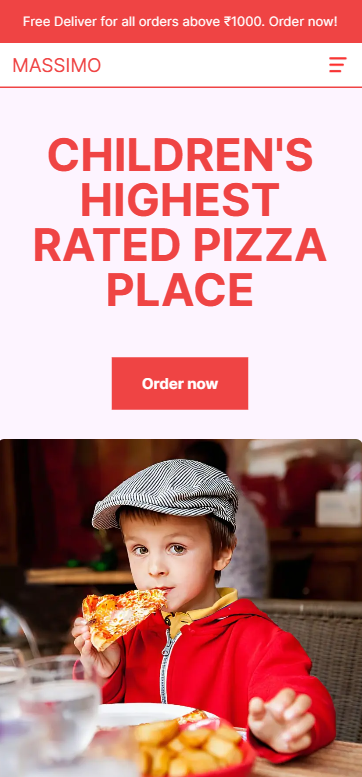 Free Deliver for all orders above ₹1000. Order now!
MASSIMO
CHILDREN'S
HIGHEST
RATED PIZZA
PLACE
Order now